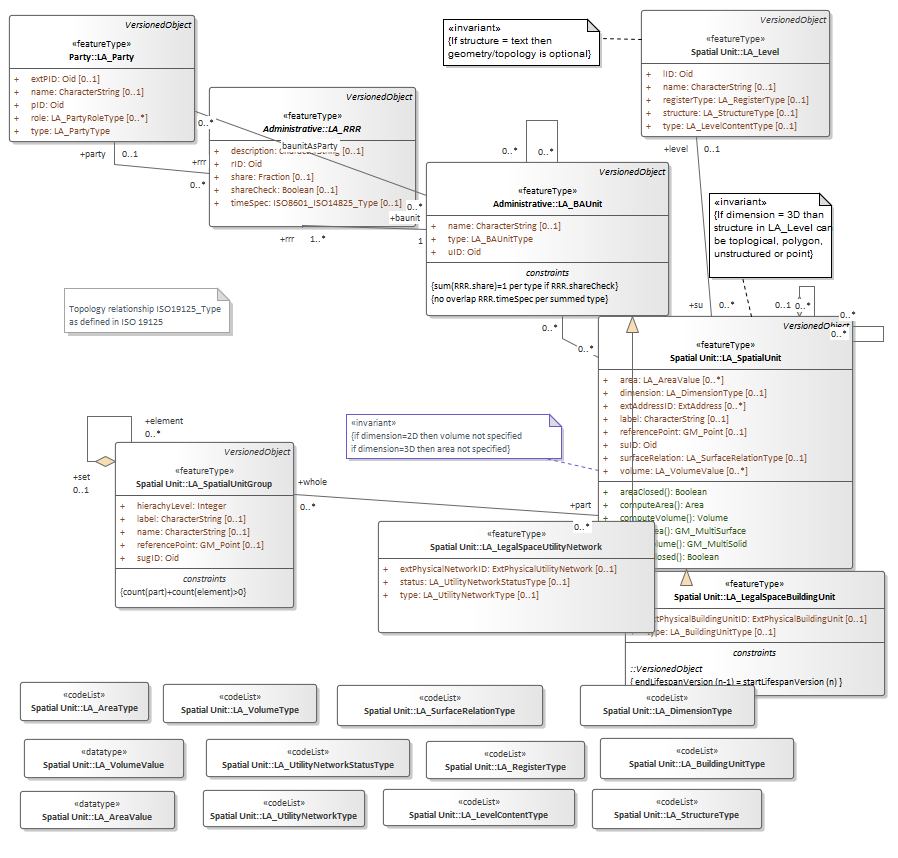 VersionedObject
«featureType»
Party::LA_Party
+ extPID: Oid [0..1]
+ name: CharacterString [0..1]
+ pID: Oid
+ role: LA_PartyRoleType [0..*]
+ type: LA_PartyType
+party
0..1
0..*
baunitAsParty
+rrr
0..*
VersionedObject
«featureType»
Administrative::LA_RRR
+ description: [0..1]
+ rID: Oid
+ share: Fraction [0..1]
+ shareCheck: Boolean [0..1]
+ timeSpec: ISO8601_ISO14825_Type [0..1]
+rrr
1..*
0..*
+baunit
1
«invariant»
{If structure = text then
geometry/topology is optional}
VersionedObject
«featureType»
Spatial Unit::LA_Level
+ lID: Oid
+ name: CharacterString [0..1]
+ registerType: LA_RegisterType [0..1]
+ structure: LA_StructureType [0..1]
+ type: LA_LevelContentType [0..1]
+level
0..1
0..*
0..*
VersionedObject
«featureType»
Administrative::LA_BAUnit
+ name: CharacterString [0..1]
+ type: LA_BAUnitType
+ uID: Oid
constraints
{sum(RRR.share)=1 per type if RRR.shareCheck}
{no overlap RRR.timeSpec per summed type}
0..*
0..*
«invariant»
{If dimension = 3D than
structure in LA_Level can
be toplogical, polygon,
unstructured or point}
+su
0..*
0..1
0..*
0..*
0..*
Topology relationship ISO19125_Type
as defined in ISO 19125
VersionedObject
«featureType»
Spatial Unit::LA_SpatialUnit
+ area: LA_AreaValue [0..*]
+ dimension: LA_DimensionType [0..1]
+ extAddressID: ExtAddress [0..*]
+ label: CharacterString [0..1]
+ referencePoint: GM_Point [0..1]
+ suID: Oid
+ surfaceRelation: LA_SurfaceRelationType [0..1]
+ volume: LA_VolumeValue [0..*]
+ areaClosed(): Boolean
+ computeArea(): Area
+ computeVolume(): Volume
GM_MultiSurface
GM_MultiSolid
Boolean
«invariant»
{if dimension=2D then volume not specified
if dimension=3D then area not specified}
+element
0..*
+set
0..1
VersionedObject
«featureType»
Spatial Unit::LA_SpatialUnitGroup
+ hierachyLevel: Integer
+ label: CharacterString [0..1]
+ name: CharacterString [0..1]
+ referencePoint: GM_Point [0..1]
+ sugID: Oid
constraints
{count(part)+count(element)>0}
+whole
0..*
+part
0..*
«featureType»
Spatial Unit::LA_LegalSpaceUtilityNetwork
+ extPhysicalNetworkID: ExtPhysicalUtilityNetwork [0..1]
+ status: LA_UtilityNetworkStatusType [0..1]
+ type: LA_UtilityNetworkType [0..1]
«featureType»
Spatial Unit::LA_LegalSpaceBuildingUnit
ExtPhysicalBuildingUnit [0..1]
type: LA_BuildingUnitType [0..1]
constraints
::VersionedObject
{ endLifespanVersion (n-1) = startLifespanVersion (n) }
«codeList»
Spatial Unit::LA_AreaType
«codeList»
Spatial Unit::LA_VolumeType
«codeList»
Spatial Unit::LA_SurfaceRelationType
«codeList»
Spatial Unit::LA_DimensionType
«datatype»
Spatial Unit::LA_VolumeValue
«codeList»
Spatial Unit::LA_UtilityNetworkStatusType
«codeList»
Spatial Unit::LA_RegisterType
«codeList»
Spatial Unit::LA_BuildingUnitType
«datatype»
Spatial Unit::LA_AreaValue
«codeList»
Spatial Unit::LA_UtilityNetworkType
«codeList»
Spatial Unit::LA_LevelContentType
«codeList»
Spatial Unit::LA_StructureType